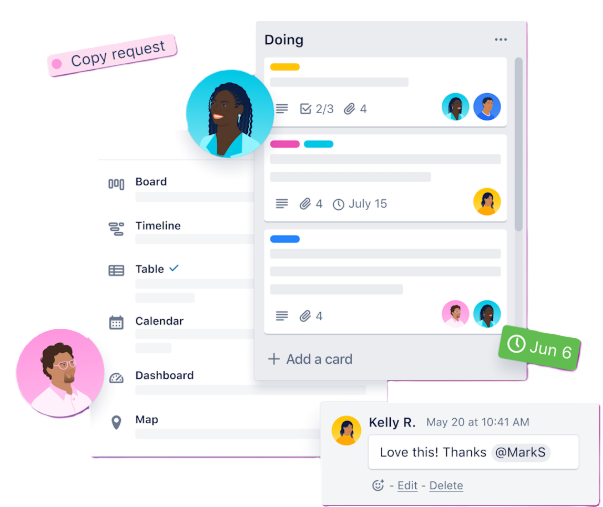 Copy request
Doing
2/3 4
4 July 15
4
Add a card
Board
Timeline
Table
Calendar
Dashboard
Map
Jun 6
Kelly R. May 20 at 10:41 AM
Love this! Thanks @MarkS
- Edit - Delete